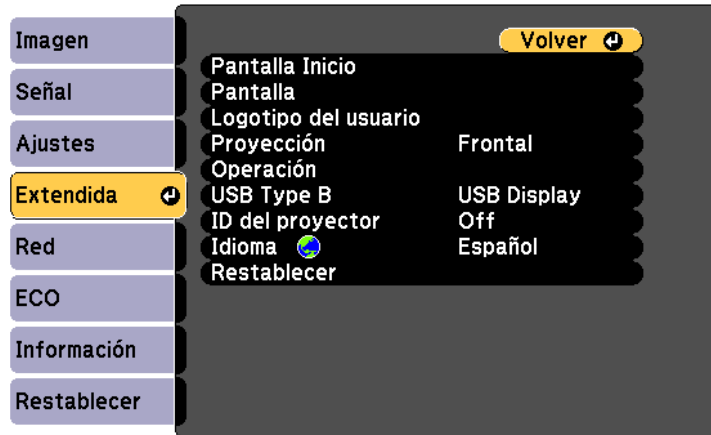 Imagen
Señal
Ajustes
Extendida
Red
ECO
Información
Restablecer
Volver
Pantalla Inicio
Pantalla
Logotipo del usuario
Proyección Frontal
Operación
USB Type B USB Display
ID del proyector Off
Idioma Español
Restablecer